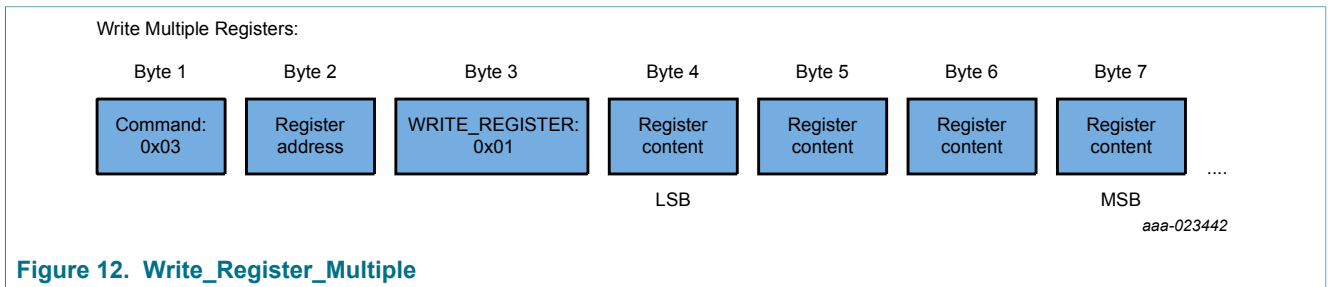 Write Multiple Registers:
Byte 1 Byte 2 Byte 3 Byte 4 Byte 5 Byte 6 Byte 7
Command: Register WRITE_REGISTER: Register Register Register Register
0x03 address 0x01 content content content content
....
LSB MSB
aaa-023442
Figure 12. Write_Register_Multiple